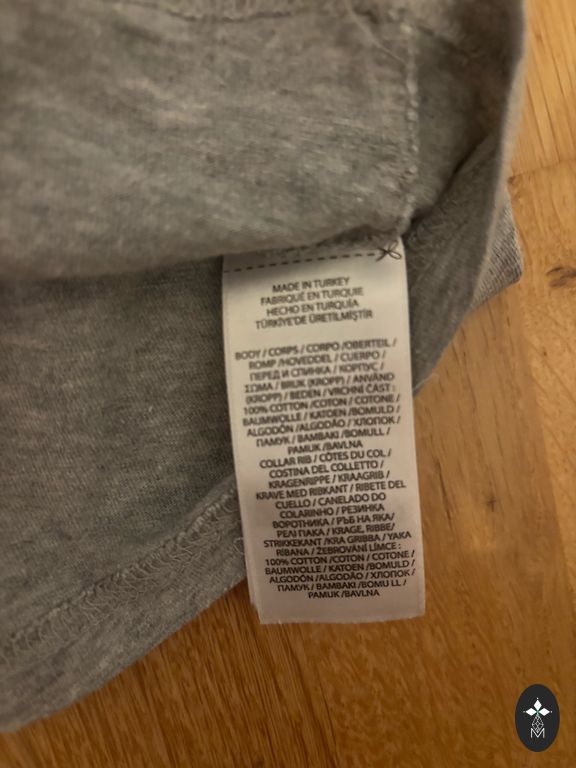 MADE IN TURKEY
FABRIQUÉ EN TURQUIE
HECHO EN TURQUÍA
TÜRKİYE'DE ÜRETİLMİŞTİR
BODY / CORPS / CORPO /OBERTEIL /
ROMP /HOVEDDEL / CUERPO /
ПЕРЕД И СПИНКА / КОРПУС /
ΣΩΜΑ / BRUK (KROPP) / ANVÄND
(KROPP) / BEDEN / VRCHNÍ ČÁST :
100% COTTON /COTON / COTONE /
BAUMWOLLE / KATOEN /BOMULD /
ALGODÓN /ALGODÃO / ХЛОПОК /
ПАМУК / ΒΑΜΒΑΚΙ /BOMULL /
PAMUK /BAVLNA
COLLAR RIB / CÔTES DU COL /
COSTINA DEL COLLETTO /
KRAGENRIPPE / KRAAGRIB /
KRAVE MED RIBKANT / RIBETE DEL
CUELLO / CANELADO DO
COLARINHO / РЕЗИНКА
ВОРОТНИКА / РЪБ НА ЯКА/
ΡΕΛΙ ΓΙΑΚΑ / KRAGE, RIBBE/
STRIKKEKANT /KRA GRIBBA / YAKA
RİBANA / ŽEBROVÁNÍ LÍMCE :
100% COTTON /COTON / COTONE /
BAUMWOLLE / KATOEN /BOMULD /
ALGODÓN /ALGODÃO / ХЛОПОК /
ПАМУК / ΒΑΜΒΑΚΙ /BOMU LL /
PAMUK /BAVLNA
M